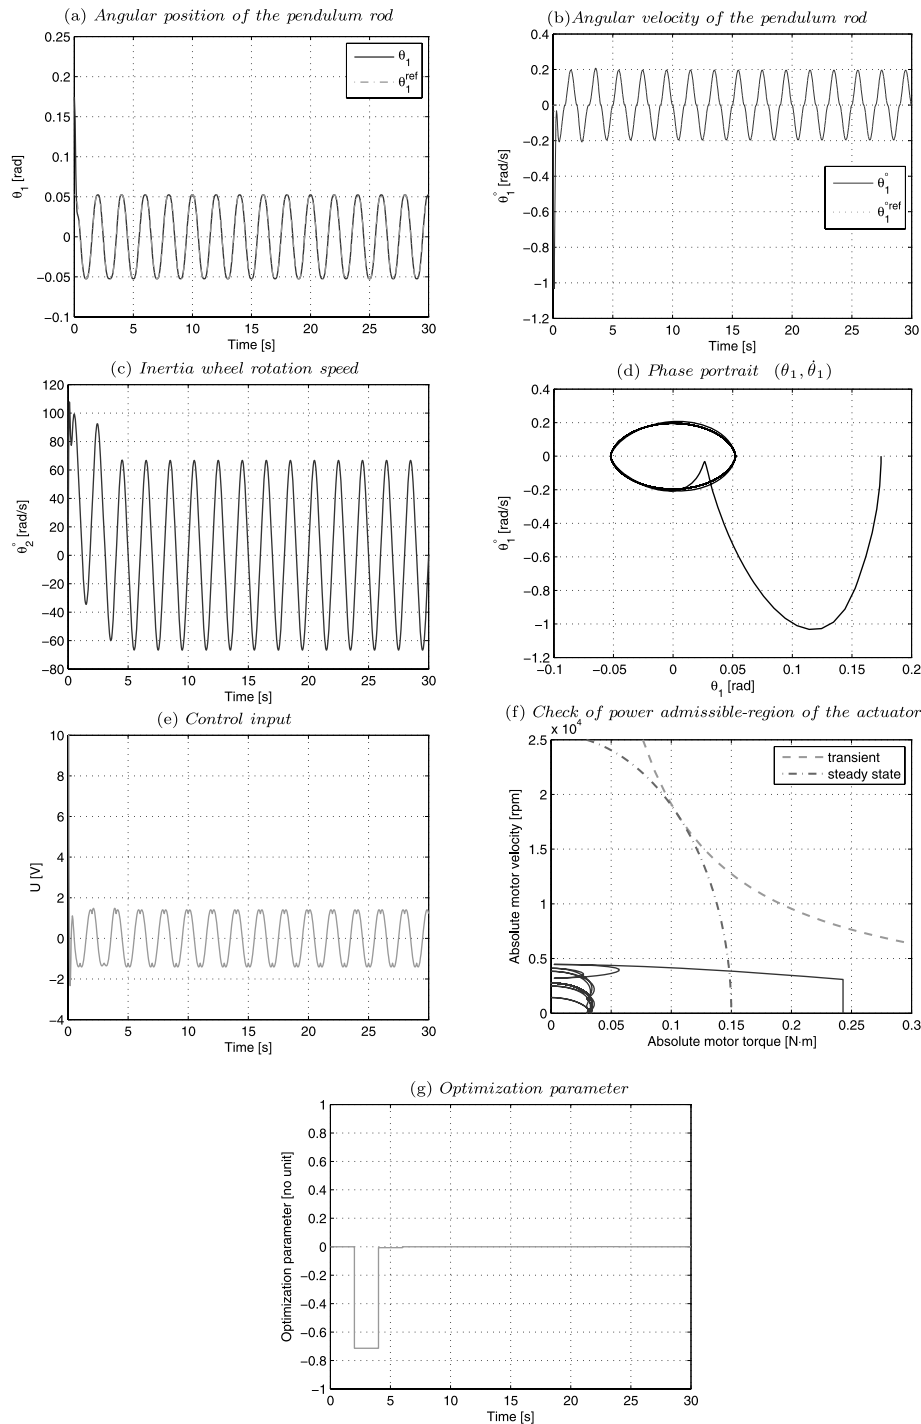 (a) Angular position of the pendulum rod
0.25
0.2
0.15
0.1
0.05
0
−0.05
−0.1
θ1 [rad]
θ1
θ1^ref
0 5 10 15 20 25 30
Time [s]
(b)Angular velocity of the pendulum rod
0.4
0.2
0
−0.2
−0.4
−0.6
−0.8
−1
−1.2
θ°1 [rad/s]
θ°1
θ°1^ref
0 5 10 15 20 25 30
Time [s]
(c) Inertia wheel rotation speed
120
100
80
60
40
20
0
−20
−40
−60
−80
θ°2 [rad/s]
0 5 10 15 20 25 30
Time [s]
(d) Phase portrait (θ1, θ̇1)
0.4
0.2
0
−0.2
−0.4
−0.6
−0.8
−1
−1.2
θ°1 [rad/s]
−0.1 −0.05 0 0.05 0.1 0.15 0.2
θ1 [rad]
(e) Control input
10
8
6
4
2
0
−2
−4
U [V]
0 5 10 15 20 25 30
Time [s]
(f) Check of power admissible-region of the actuator
x 10^4
2.5
2
1.5
1
0.5
0
Absolute motor velocity [rpm]
transient
steady state
0 0.05 0.1 0.15 0.2 0.25 0.3
Absolute motor torque [N·m]
(g) Optimization parameter
1
0.8
0.6
0.4
0.2
0
−0.2
−0.4
−0.6
−0.8
−1
Optimization parameter [no unit]
0 5 10 15 20 25 30
Time [s]